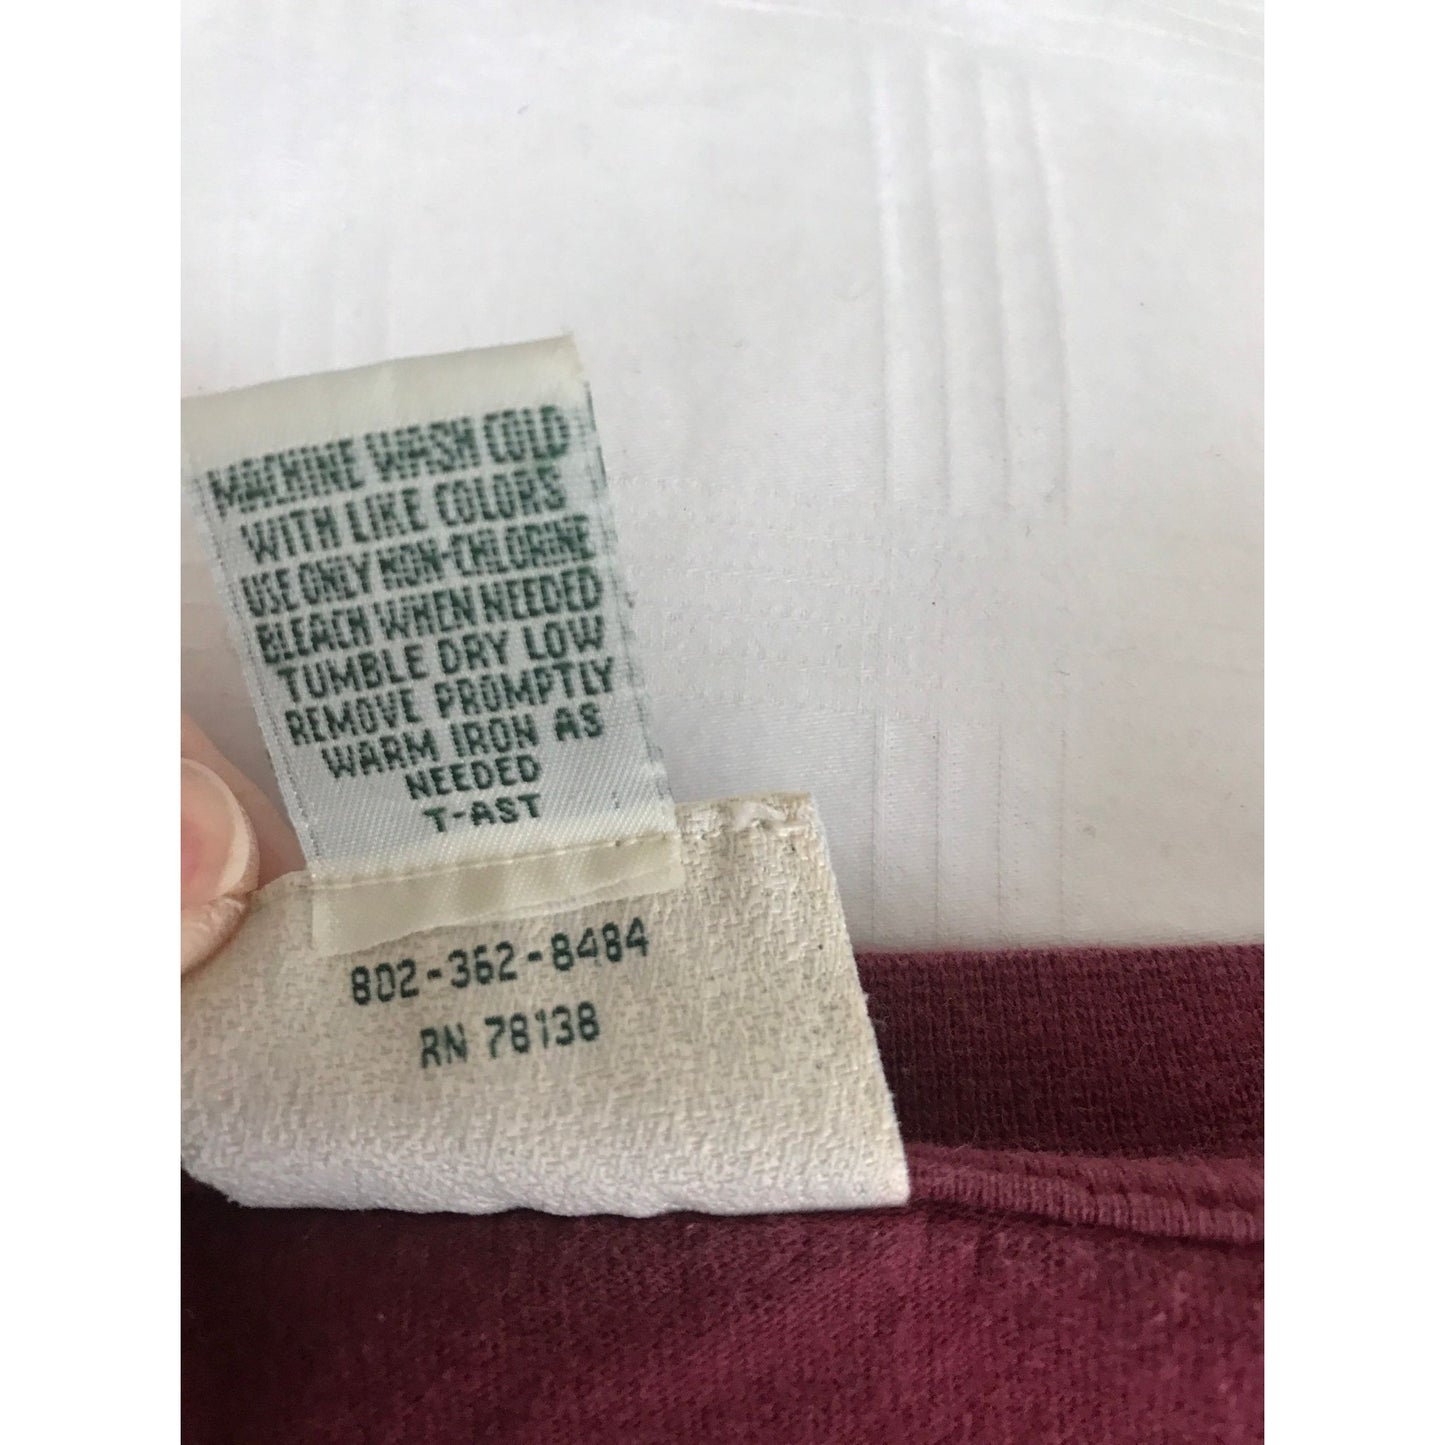 MACHINE WASH COLD
WITH LIKE COLORS
USE ONLY NON-CHLORINE
BLEACH WHEN NEEDED
TUMBLE DRY LOW
REMOVE PROMPTLY
WARM IRON AS
NEEDED
T-AST
802-362-8484
RN 78138